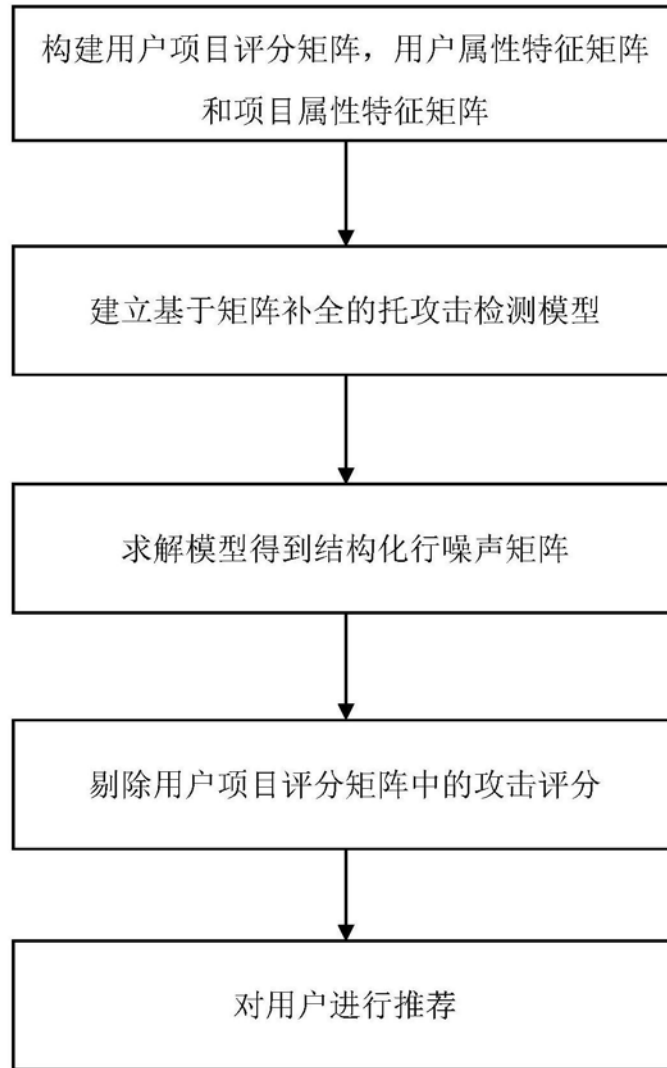 构建用户项目评分矩阵，用户属性特征矩阵
和项目属性特征矩阵
建立基于矩阵补全的托攻击检测模型
求解模型得到结构化行噪声矩阵
剔除用户项目评分矩阵中的攻击评分
对用户进行推荐